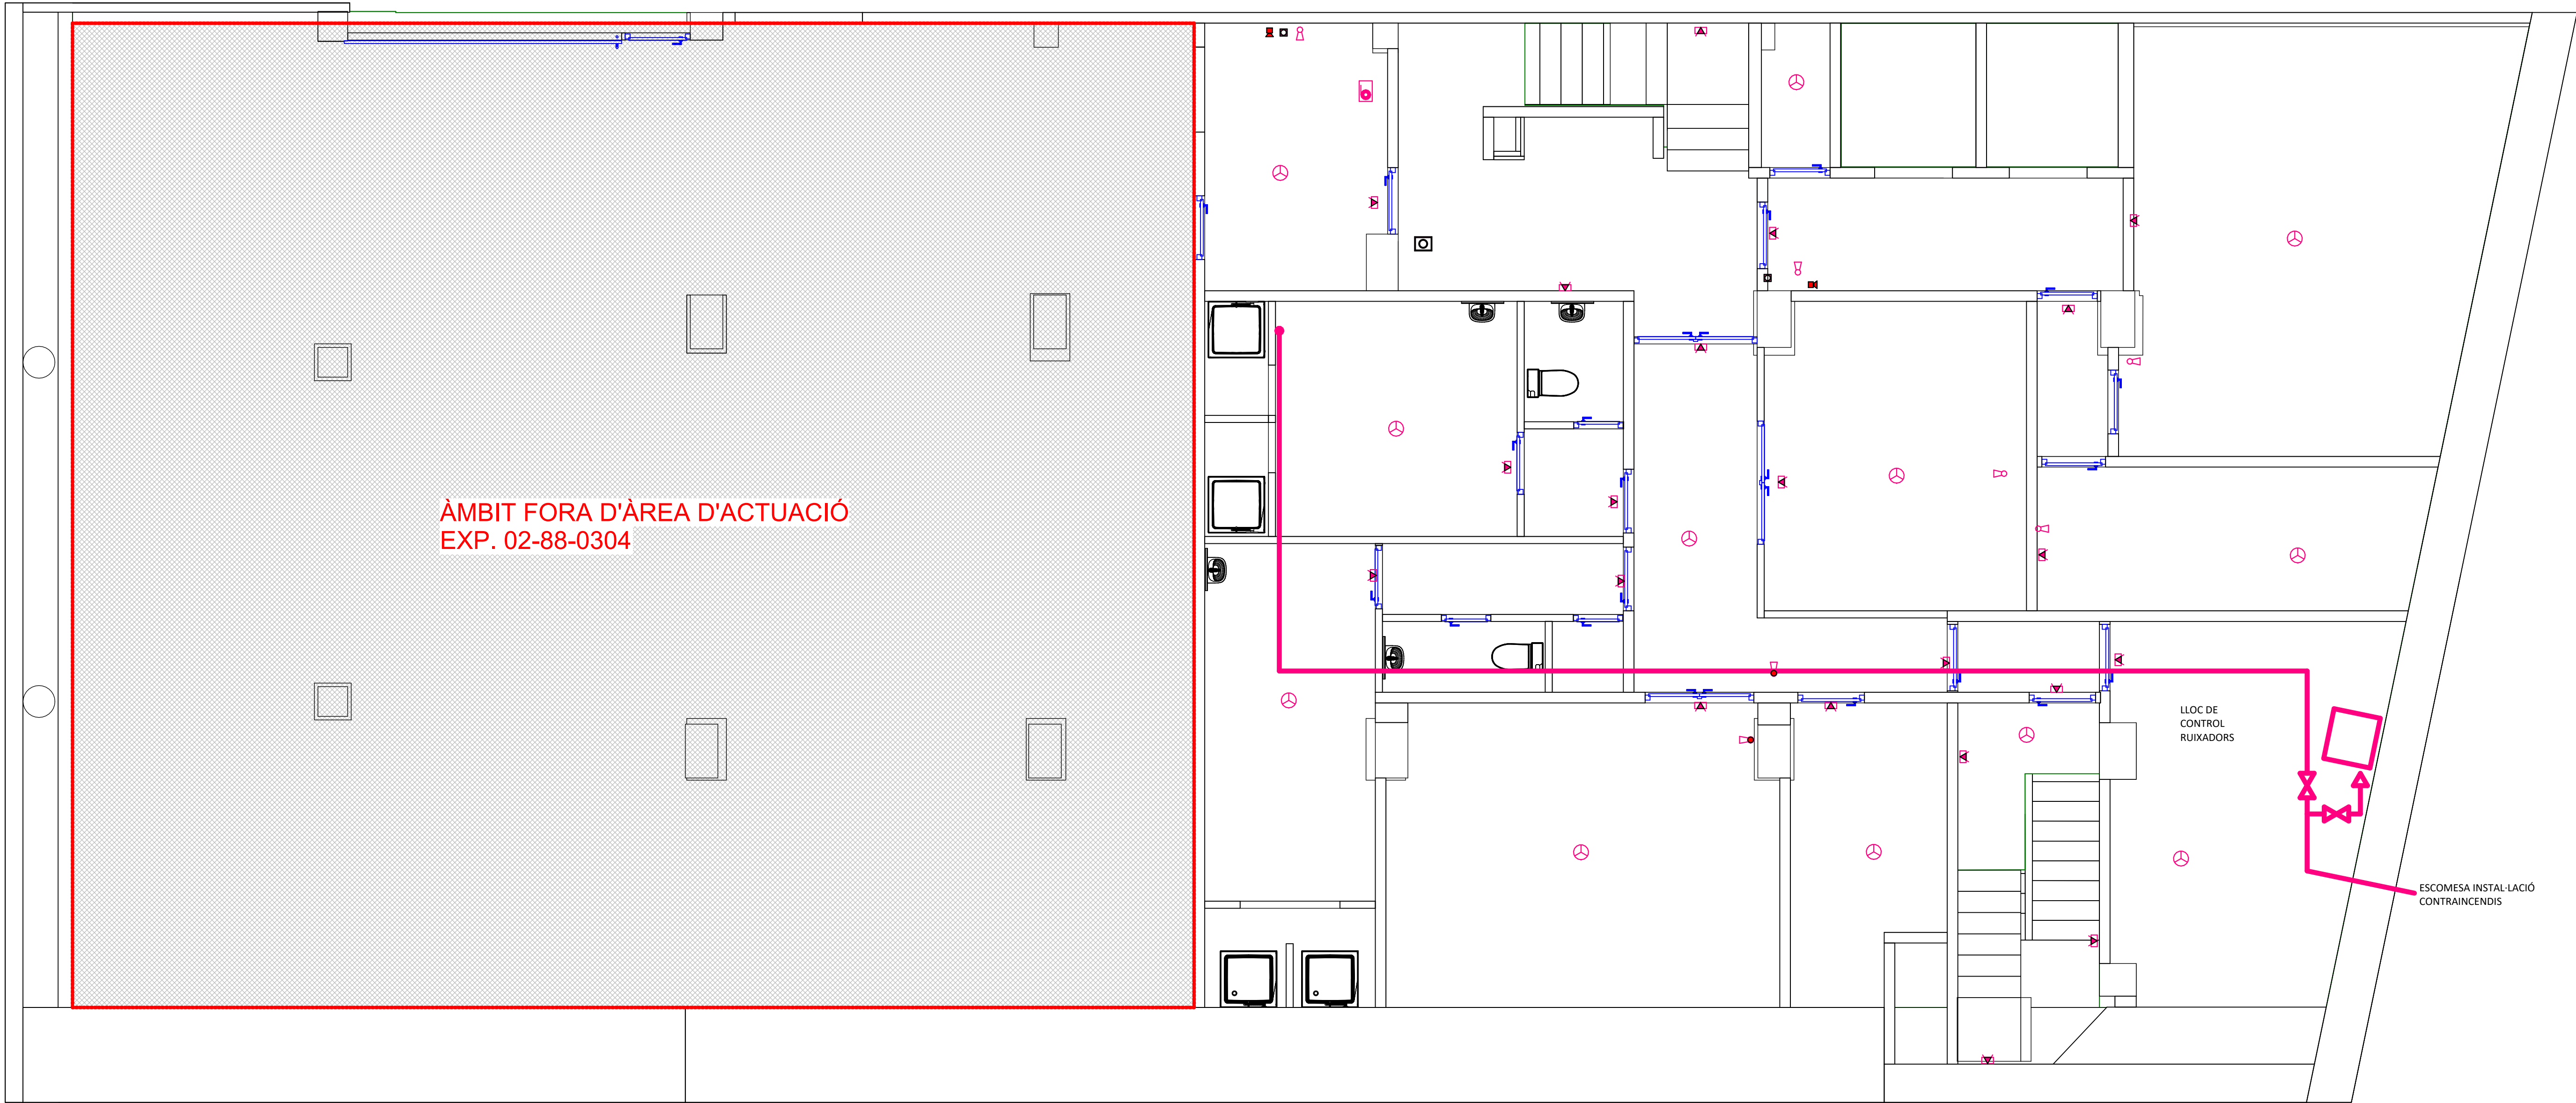 ÀMBIT FORA D'ÀREA D'ACTUACIÓ
EXP. 02-88-0304
LLOC DE
CONTROL
RUIXADORS
ESCOMESA INSTAL·LACIÓ
CONTRAINCENDIS